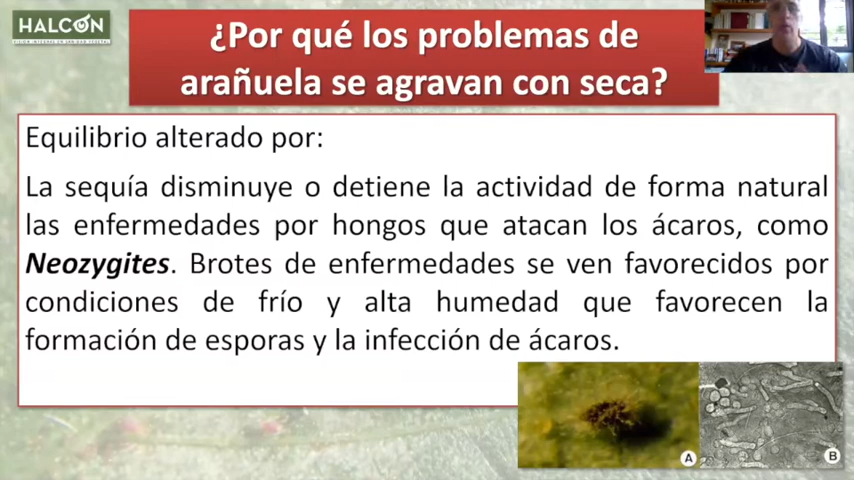 HALCÓN
¿Por qué los problemas de
arañuela se agravan con seca?
Equilibrio alterado por:
La sequía disminuye o detiene la actividad de forma natural
las enfermedades por hongos que atacan los ácaros, como
Neozygites. Brotes de enfermedades se ven favorecidos por
condiciones de frío y alta humedad que favorecen la
formación de esporas y la infección de ácaros.
A
B